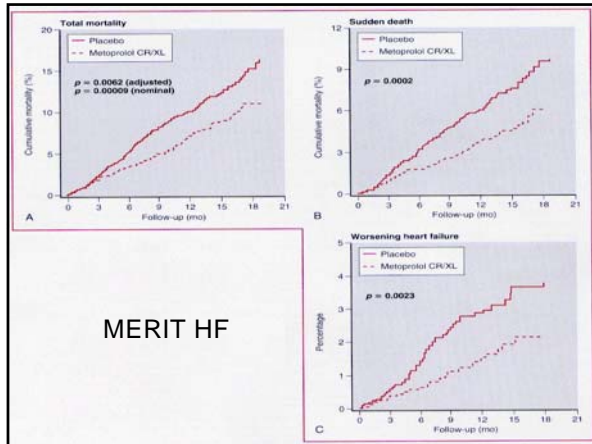 Total mortality
Placebo
Metoprolol CR/XL
p = 0.0062 (adjusted)
p = 0.00009 (nominal)
Cumulative mortality (%)
20
15
10
5
0
0 3 6 9 12 15 18 21
Follow-up (mo)
A
Sudden death
Placebo
Metoprolol CR/XL
p = 0.0002
Cumulative mortality (%)
12
9
6
3
0
0 3 6 9 12 15 18 21
Follow-up (mo)
B
MERIT HF
Worsening heart failure
Placebo
Metoprolol CR/XL
p = 0.0023
Percentage
5
4
3
2
1
0
0 3 6 9 12 15 18 21
Follow-up (mo)
C